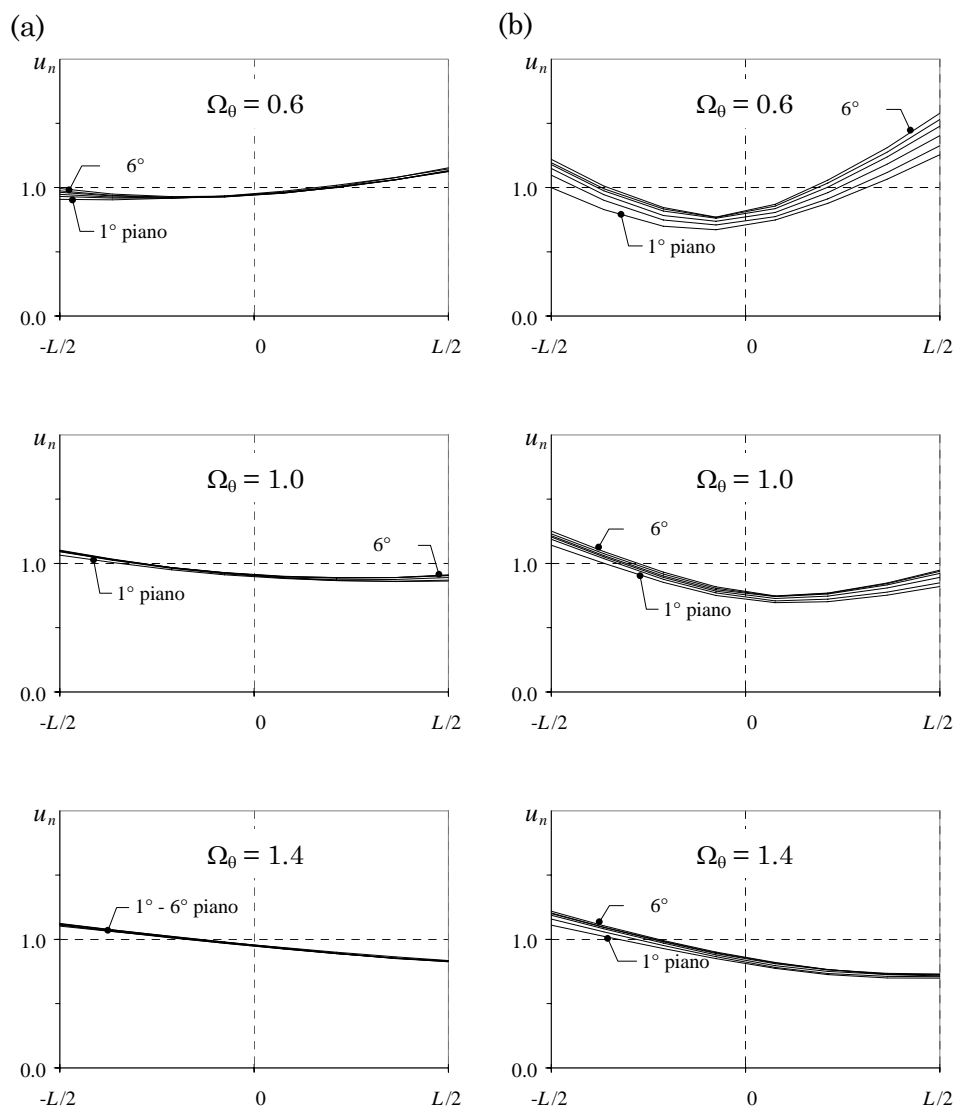 (a)
(b)
u_n
Ω_θ = 0.6
6°
1.0
1° piano
0.0
-L/2
0
L/2
u_n
Ω_θ = 0.6
6°
1.0
1° piano
0.0
-L/2
0
L/2
u_n
Ω_θ = 1.0
6°
1.0
1° piano
0.0
-L/2
0
L/2
u_n
Ω_θ = 1.0
6°
1.0
1° piano
0.0
-L/2
0
L/2
u_n
Ω_θ = 1.4
1° - 6° piano
1.0
0.0
-L/2
0
L/2
u_n
Ω_θ = 1.4
6°
1.0
1° piano
0.0
-L/2
0
L/2